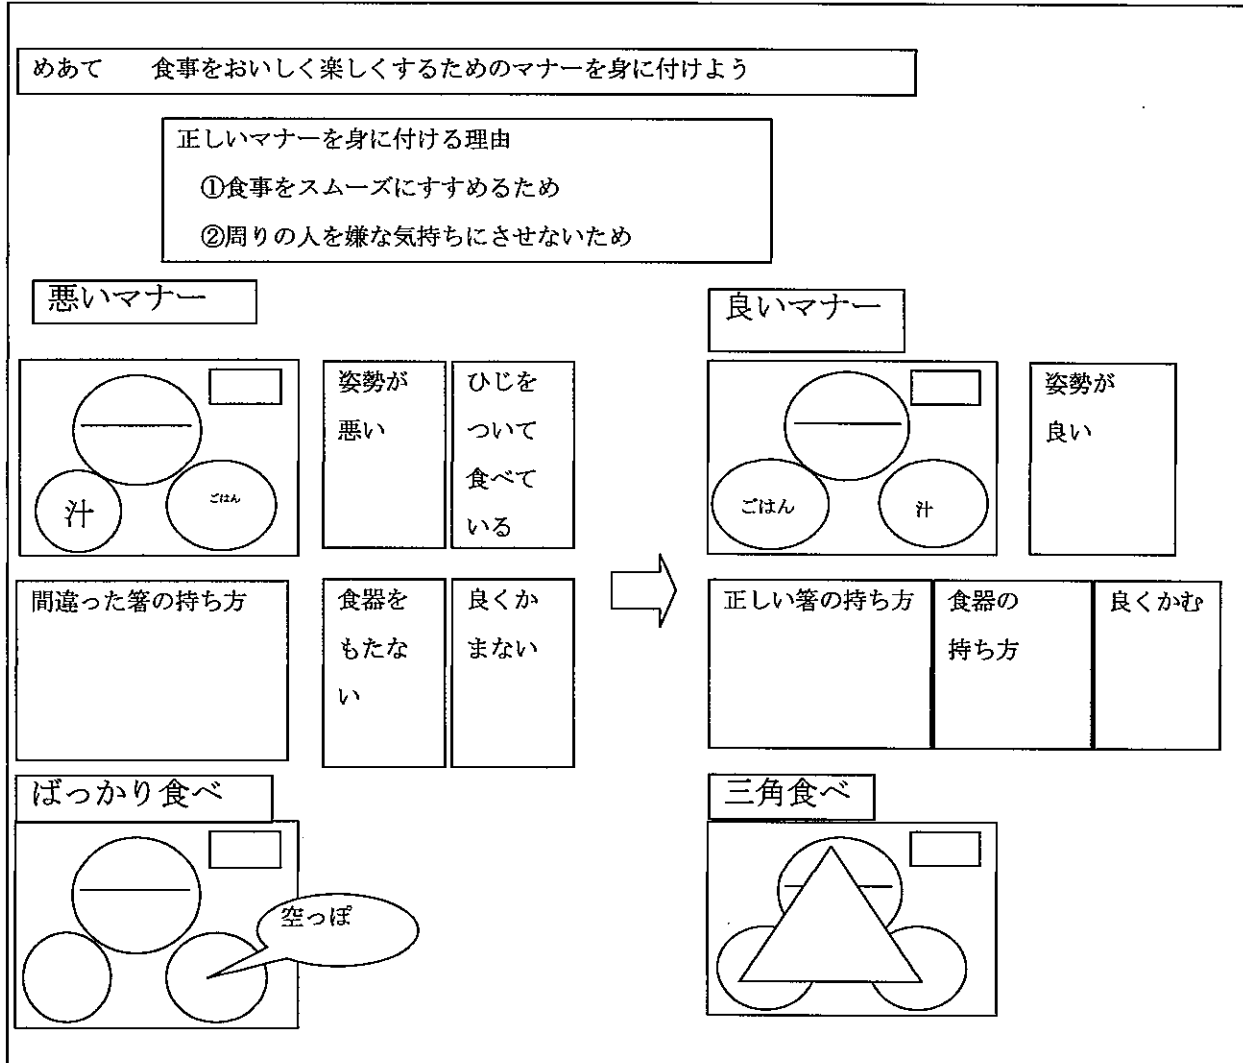 めあて　　食事をおいしく楽しくするためのマナーを身に付けよう
正しいマナーを身に付ける理由
①食事をスムーズにすすめるため
②周りの人を嫌な気持ちにさせないため
悪いマナー
汁
ごはん
姿勢が
悪い
ひじを
ついて
食べて
いる
間違った箸の持ち方
食器を
もたな
い
良くか
まない
ばっかり食べ
空っぽ
良いマナー
ごはん
汁
姿勢が
良い
正しい箸の持ち方
食器の
持ち方
良くかむ
三角食べ